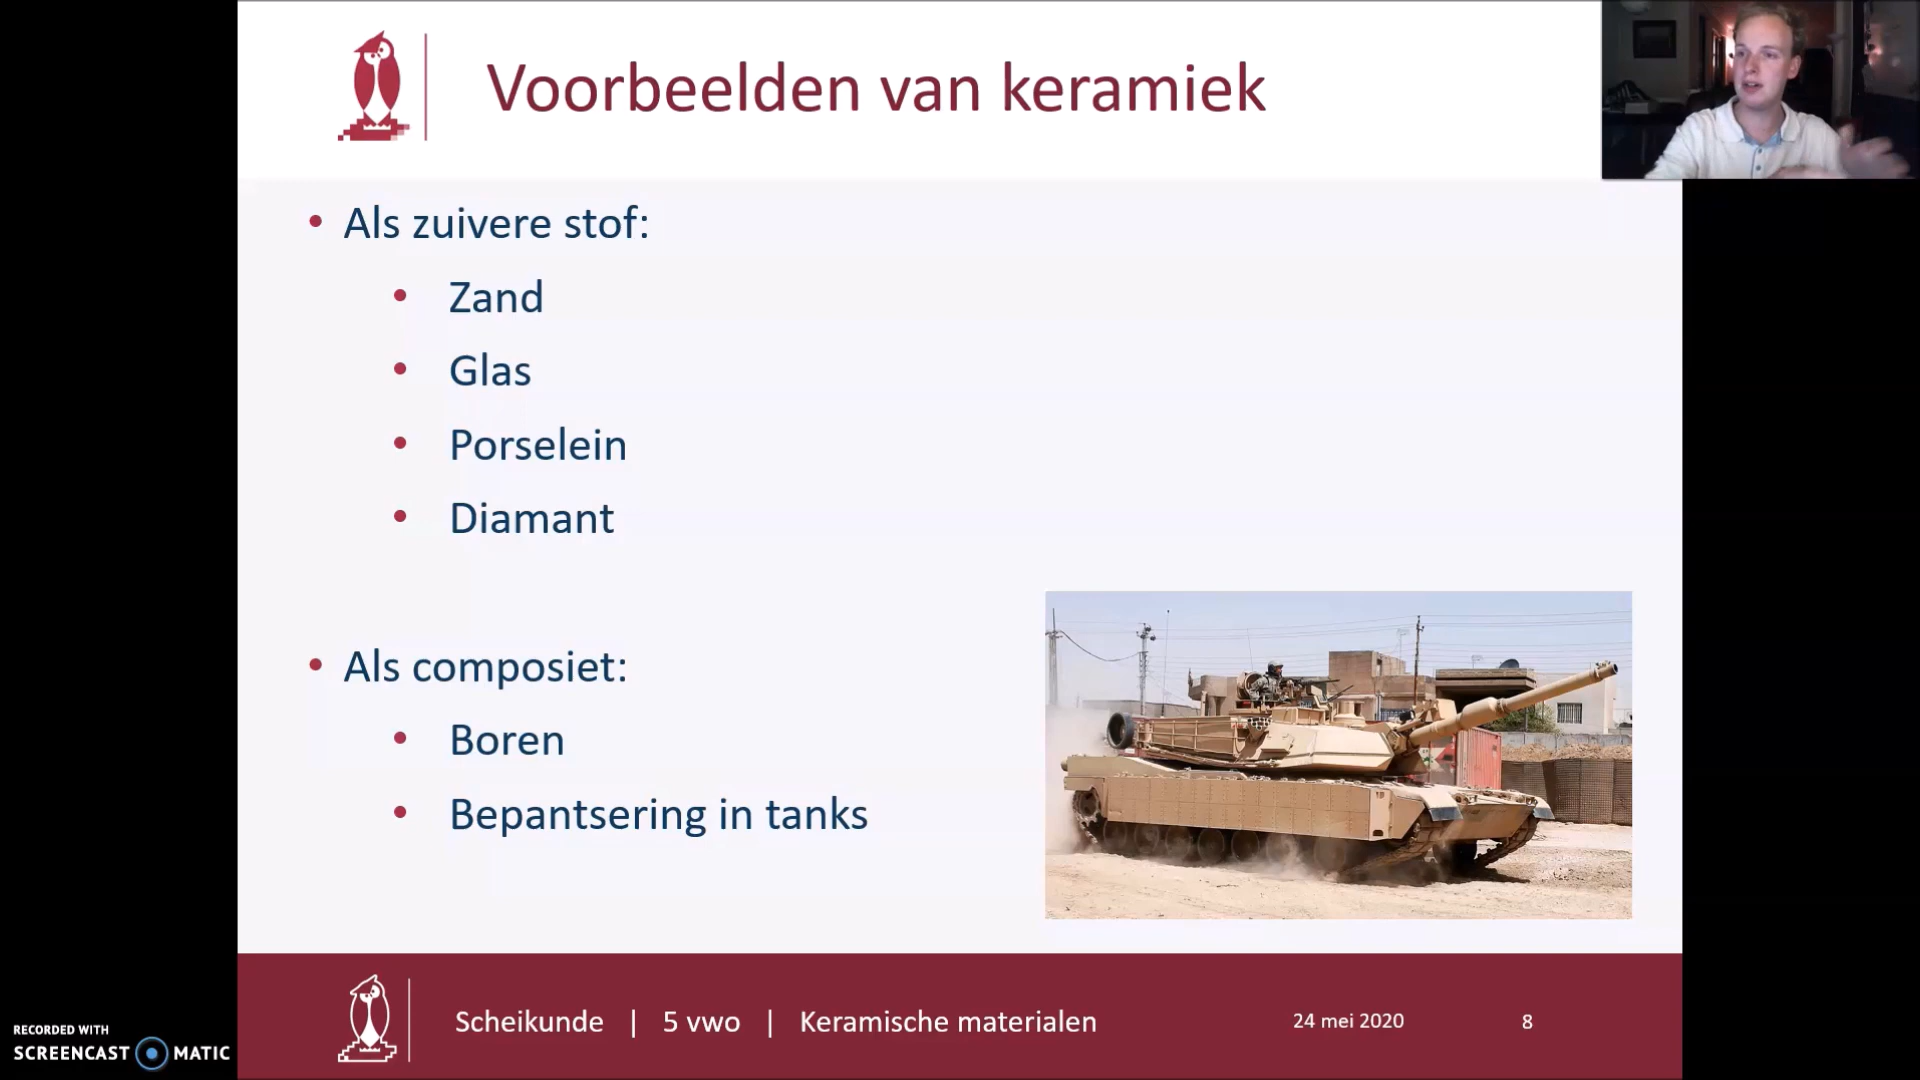 Voorbeelden van keramiek
• Als zuivere stof:
• Zand
• Glas
• Porselein
• Diamant
• Als composiet:
• Boren
• Bepantsering in tanks
Scheikunde | 5 vwo | Keramische materialen
24 mei 2020
8
RECORDED WITH
SCREENCAST MATIC